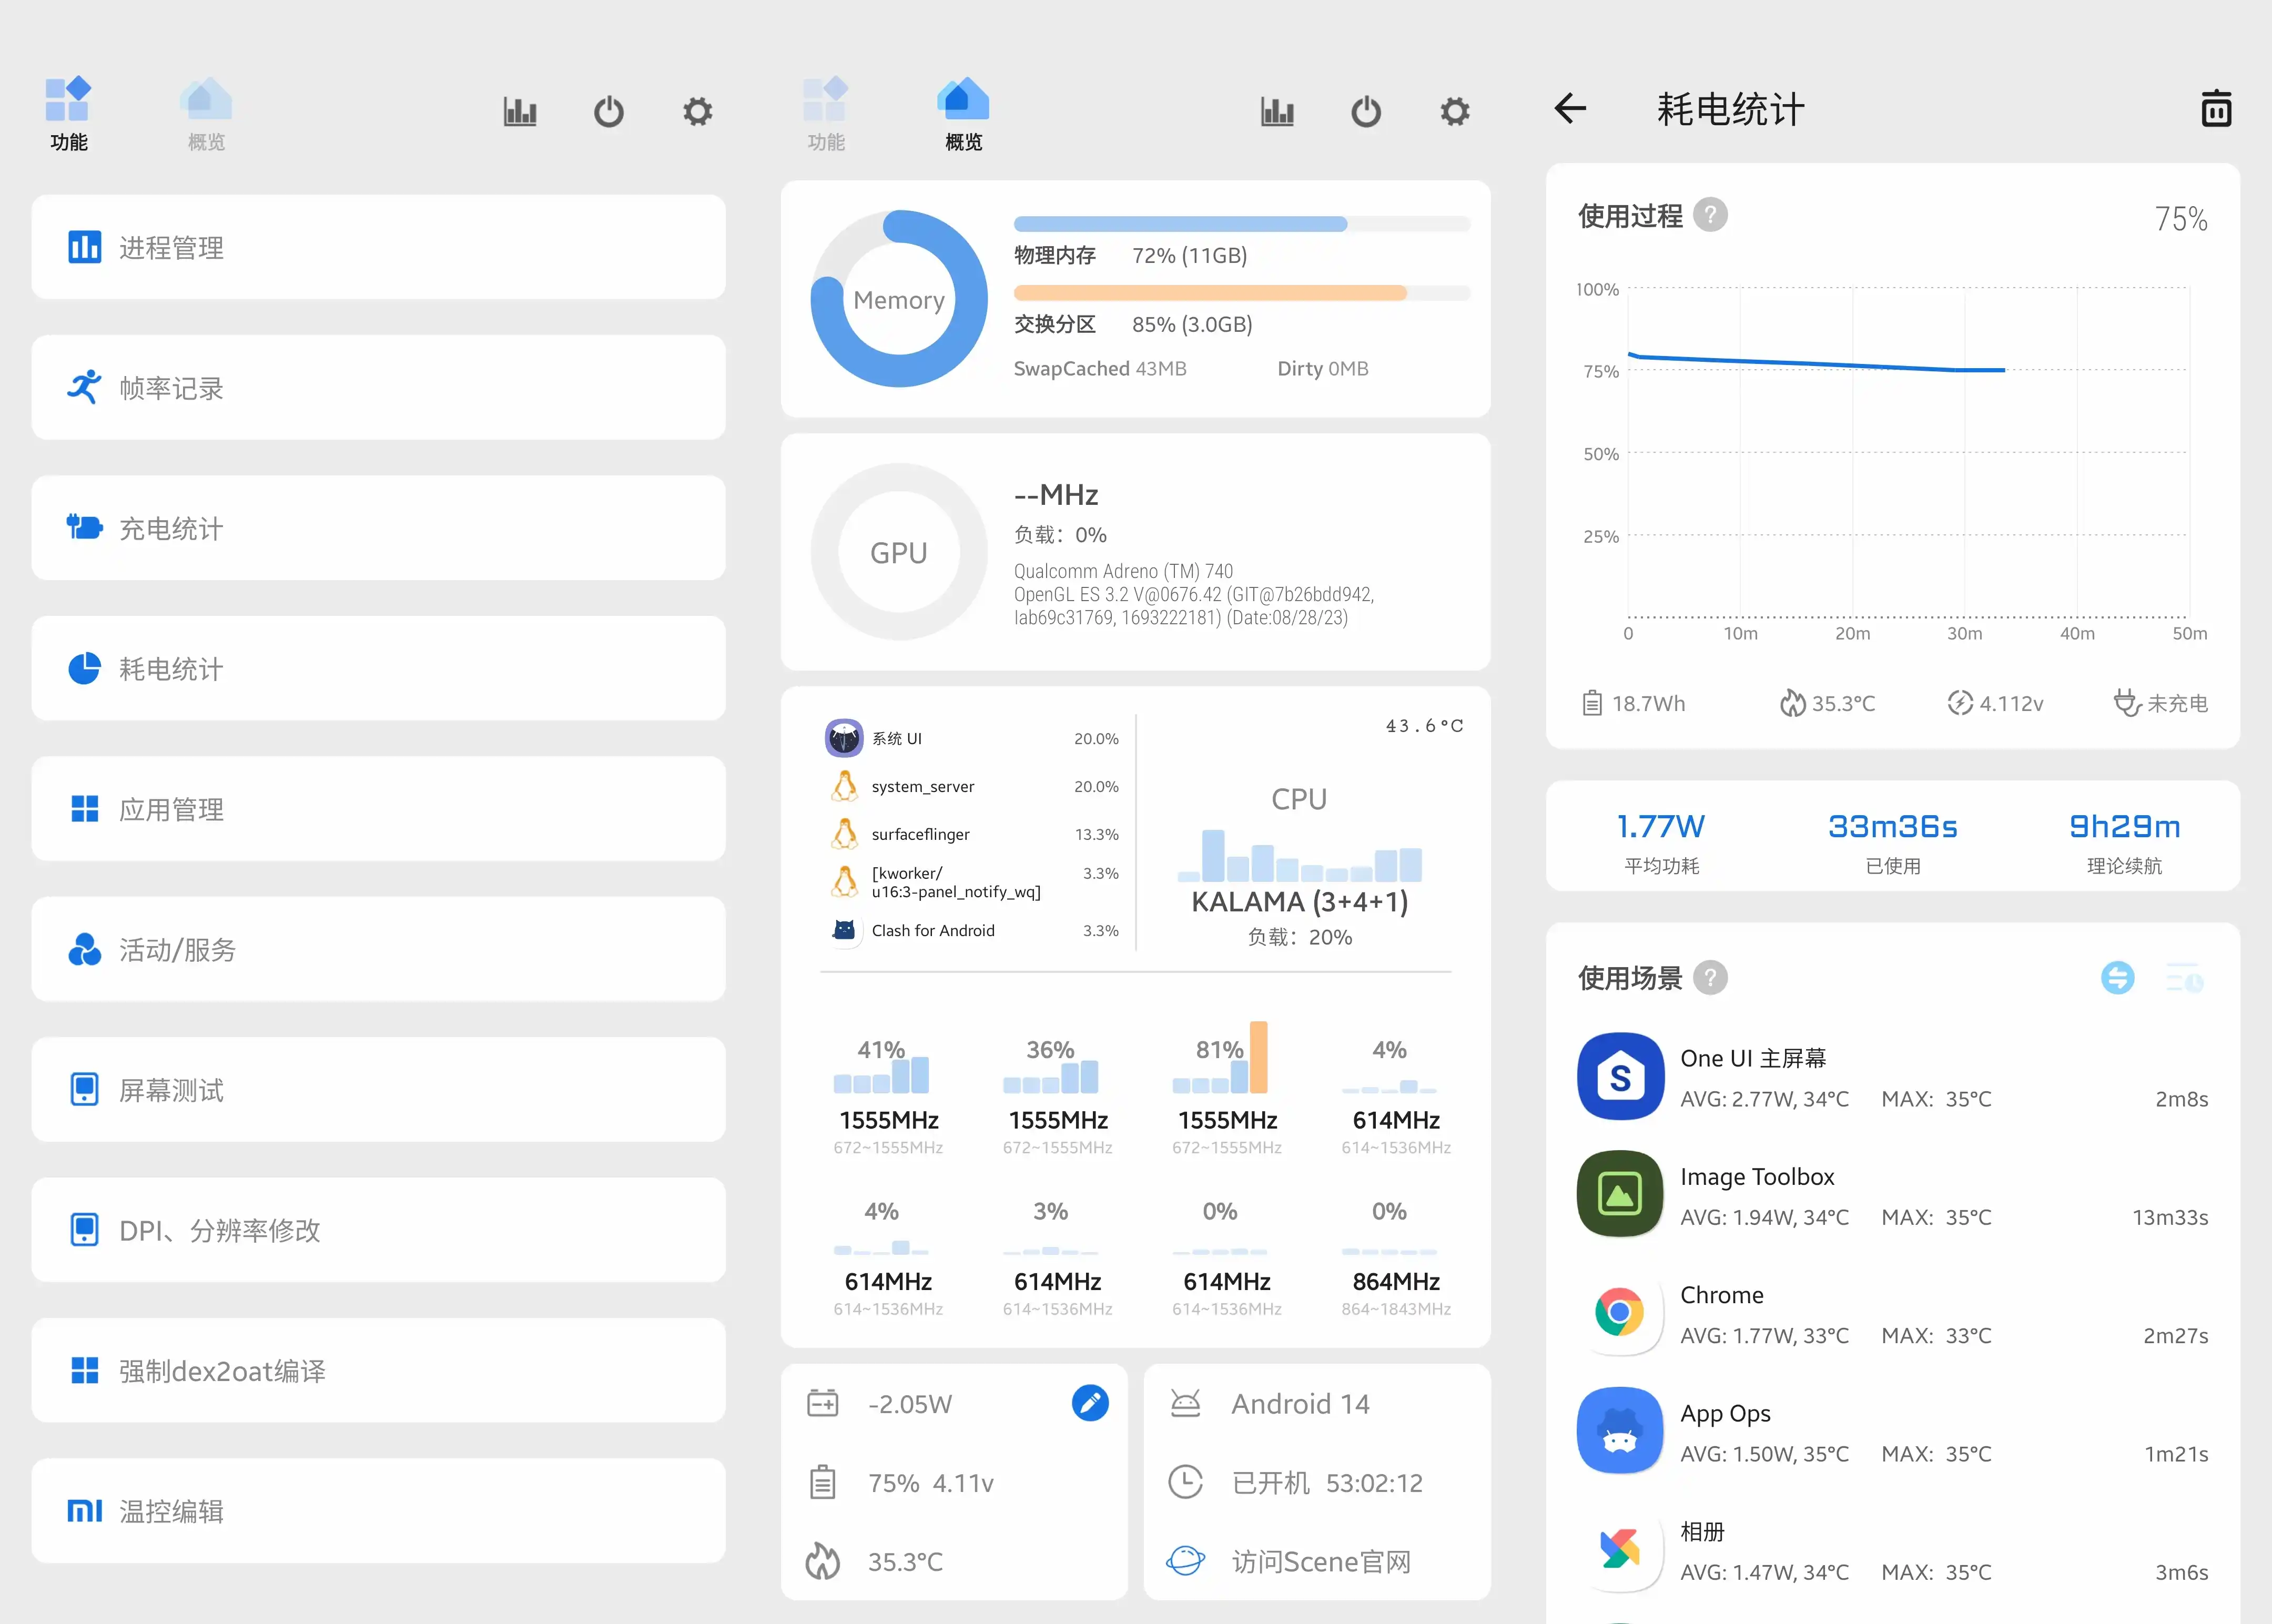 功能
概览
进程管理
帧率记录
充电统计
耗电统计
应用管理
活动/服务
屏幕测试
DPI、分辨率修改
强制dex2oat编译
温控编辑
功能
概览
Memory
物理内存 72% (11GB)
交换分区 85% (3.0GB)
SwapCached 43MB Dirty 0MB
GPU
--MHz
负载：0%
Qualcomm Adreno (TM) 740
OpenGL ES 3.2 V@0676.42 (GIT@7b26bdd942,
Iab69c31769, 1693222181) (Date:08/28/23)
系统 UI 20.0%
system_server 20.0%
surfaceflinger 13.3%
[kworker/
u16:3-panel_notify_wq] 3.3%
Clash for Android 3.3%
43.6°C
CPU
KALAMA (3+4+1)
负载：20%
41% 36% 81% 4%
1555MHz 1555MHz 1555MHz 614MHz
672~1555MHz 672~1555MHz 672~1555MHz 614~1536MHz
4% 3% 0% 0%
614MHz 614MHz 614MHz 864MHz
614~1536MHz 614~1536MHz 614~1536MHz 864~1843MHz
-2.05W
75% 4.11v
35.3°C
Android 14
已开机 53:02:12
访问Scene官网
耗电统计
使用过程 ? 75%
100%
75%
50%
25%
0 10m 20m 30m 40m 50m
18.7Wh 35.3°C 4.112v 未充电
1.77W 33m36s 9h29m
平均功耗 已使用 理论续航
使用场景 ?
One UI 主屏幕
AVG: 2.77W, 34°C MAX: 35°C 2m8s
Image Toolbox
AVG: 1.94W, 34°C MAX: 35°C 13m33s
Chrome
AVG: 1.77W, 33°C MAX: 33°C 2m27s
App Ops
AVG: 1.50W, 35°C MAX: 35°C 1m21s
相册
AVG: 1.47W, 34°C MAX: 35°C 3m6s